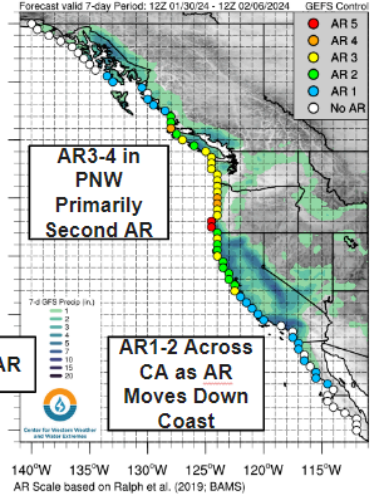 Forecast valid 7-day Period: 12Z 01/30/24 - 12Z 02/06/2024 GEFS Control
AR 5
AR 4
AR 3
AR 2
AR 1
No AR
AR3-4 in
PNW
Primarily
Second AR
7-d GFS Precip (in.)
1
2
3
4
5
7
10
15
20
AR
AR1-2 Across
CA as AR
Moves Down
Coast
Center for Western Weather
and Water Extremes
140°W 135°W 130°W 125°W 120°W 115°W
AR Scale based on Ralph et al. (2019; BAMS)